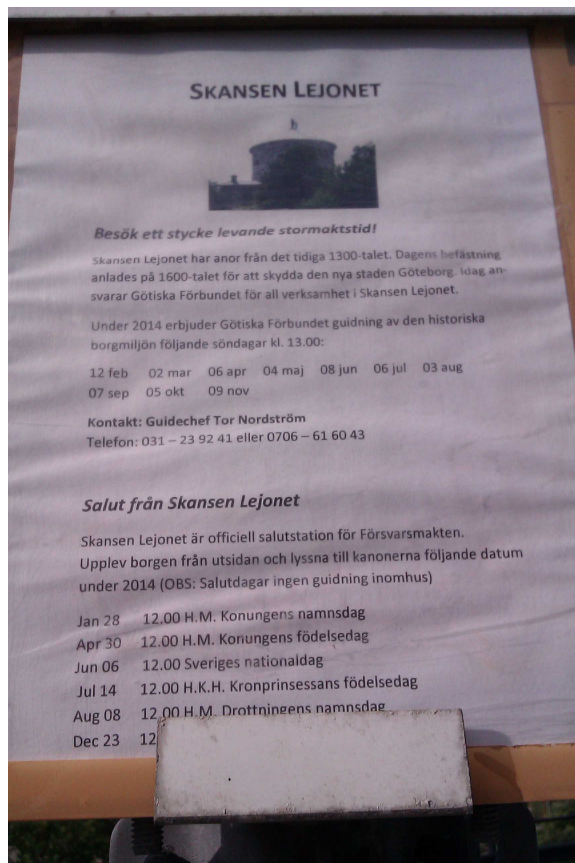 SKANSEN LEJONET
Besök ett stycke levande stormaktstid!
Skansen Lejonet har anor från det tidiga 1300-talet. Dagens befästning
anlades på 1600-talet för att skydda den nya staden Göteborg. Idag an-
svarar Götiska Förbundet för all verksamhet i Skansen Lejonet.
Under 2014 erbjuder Götiska Förbundet guidning av den historiska
borgmiljön följande söndagar kl. 13.00:
12 feb 02 mar 06 apr 04 maj 08 jun 06 jul 03 aug
07 sep 05 okt 09 nov
Kontakt: Guidechef Tor Nordström
Telefon: 031 – 23 92 41 eller 0706 – 61 60 43
Salut från Skansen Lejonet
Skansen Lejonet är officiell salutstation för Försvarsmakten.
Upplev borgen från utsidan och lyssna till kanonerna följande datum
under 2014 (OBS: Salutdagar ingen guidning inomhus)
Jan 28 12.00 H.M. Konungens namnsdag
Apr 30 12.00 H.M. Konungens födelsedag
Jun 06 12.00 Sveriges nationaldag
Jul 14 12.00 H.K.H. Kronprinsessans födelsedag
Aug 08 12.00 H.M. Drottningens namnsdag
Dec 23 12